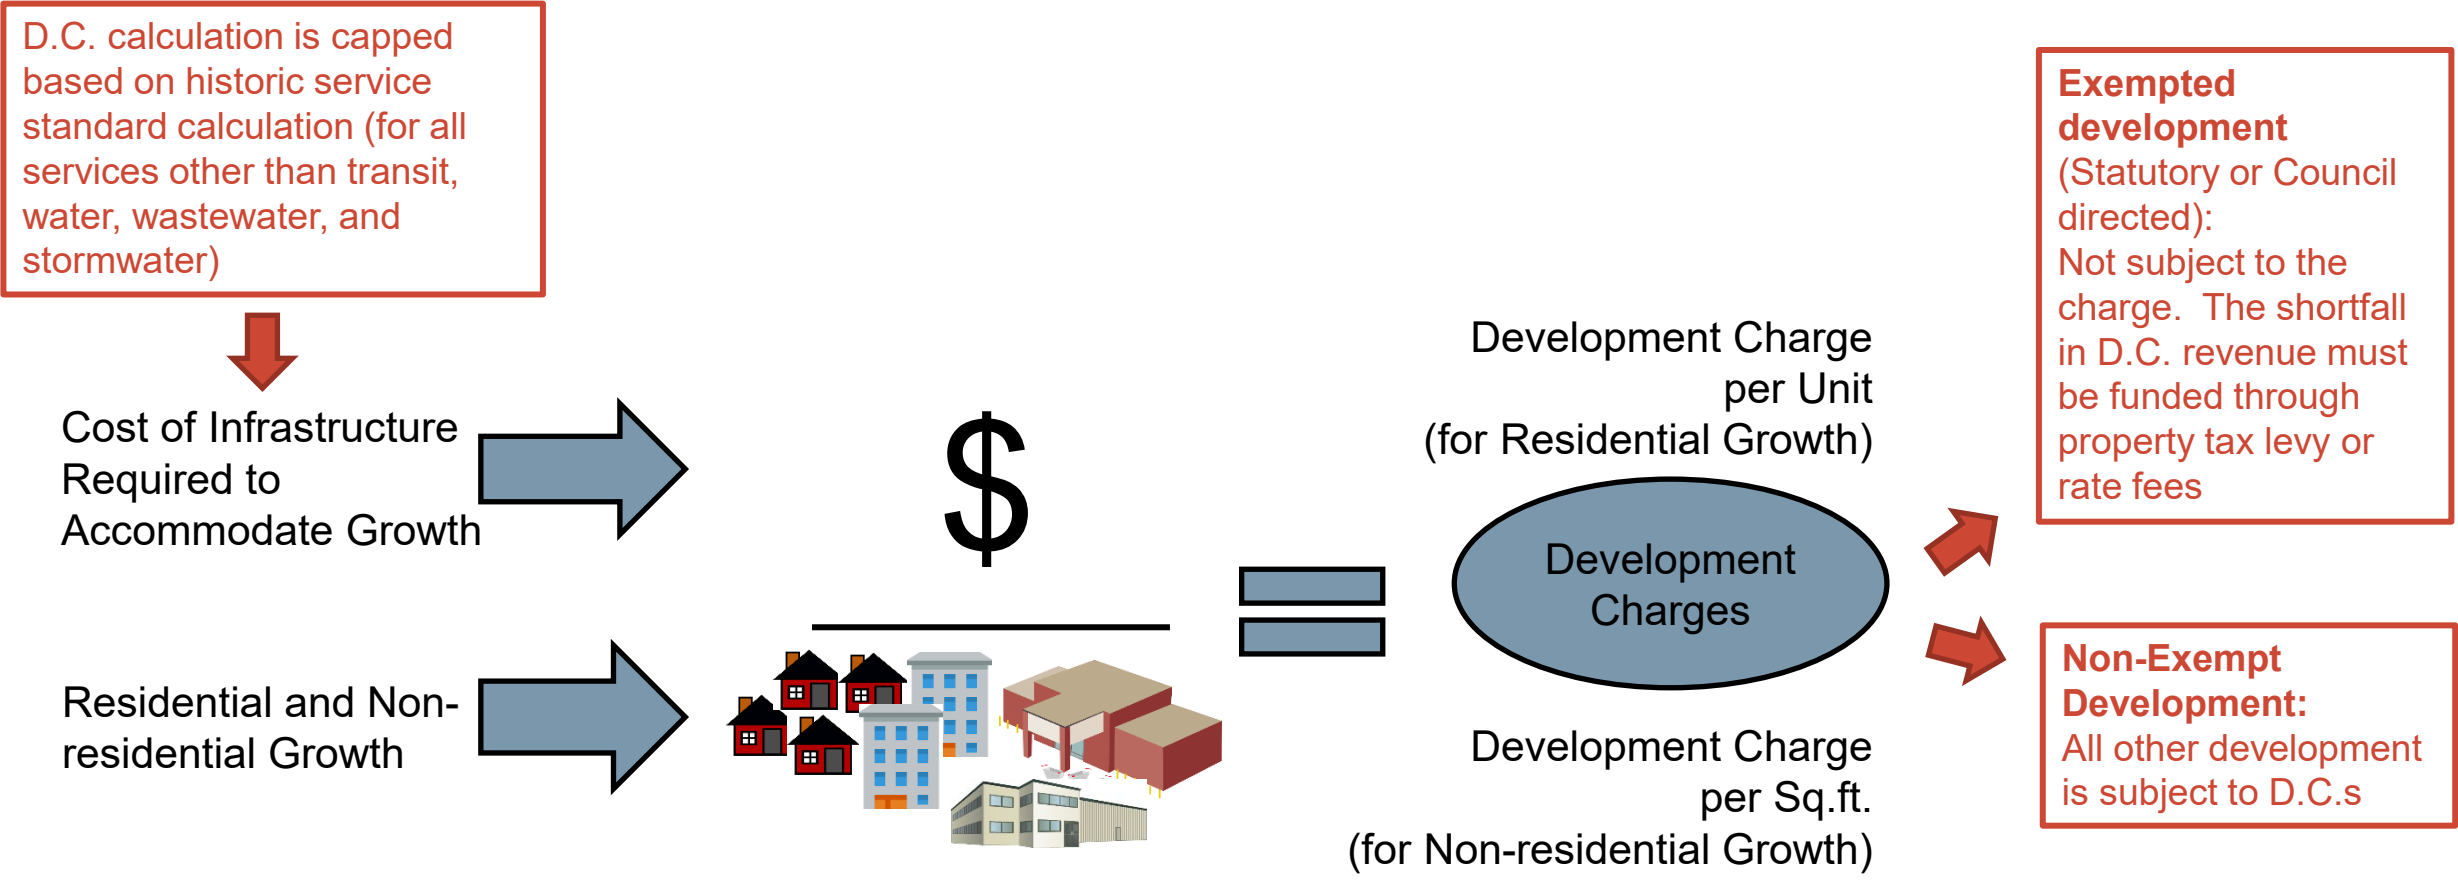 D.C. calculation is capped
based on historic service
standard calculation (for all
services other than transit,
water, wastewater, and
stormwater)
Cost of Infrastructure
Required to
Accommodate Growth
Residential and Non-
residential Growth
$
Development Charge
per Unit
(for Residential Growth)
Development
Charges
Development Charge
per Sq.ft.
(for Non-residential Growth)
Exempted
development
(Statutory or Council
directed):
Not subject to the
charge.  The shortfall
in D.C. revenue must
be funded through
property tax levy or
rate fees
Non-Exempt
Development:
All other development
is subject to D.C.s